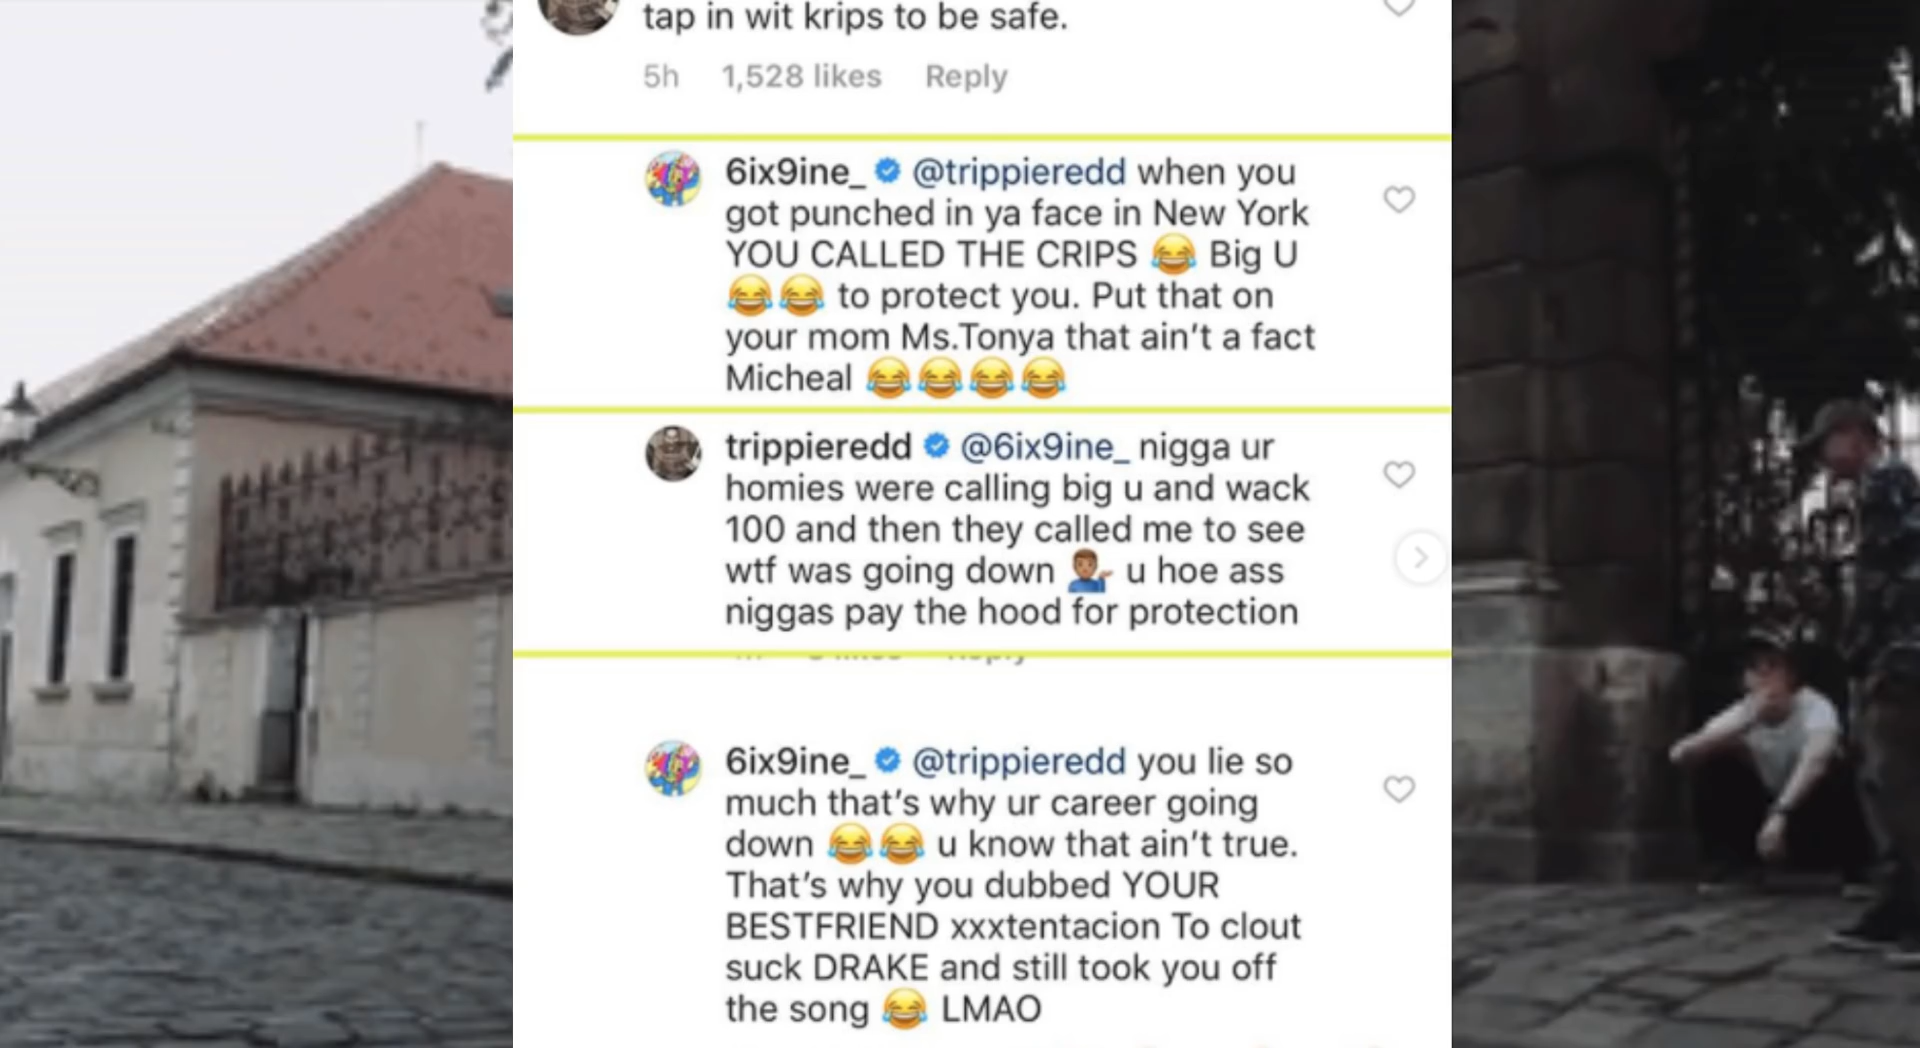 tap in wit krips to be safe.
5h 1,528 likes Reply
6ix9ine_ @trippieredd when you
got punched in ya face in New York
YOU CALLED THE CRIPS 😂 Big U
😂😂 to protect you. Put that on
your mom Ms.Tonya that ain't a fact
Micheal 😂😂😂😂
trippieredd @6ix9ine_ nigga ur
homies were calling big u and wack
100 and then they called me to see
wtf was going down 💁🏽‍♂️ u hoe ass
niggas pay the hood for protection
6ix9ine_ @trippieredd you lie so
much that's why ur career going
down 😂😂 u know that ain't true.
That's why you dubbed YOUR
BESTFRIEND xxxtentacion To clout
suck DRAKE and still took you off
the song 😂 LMAO